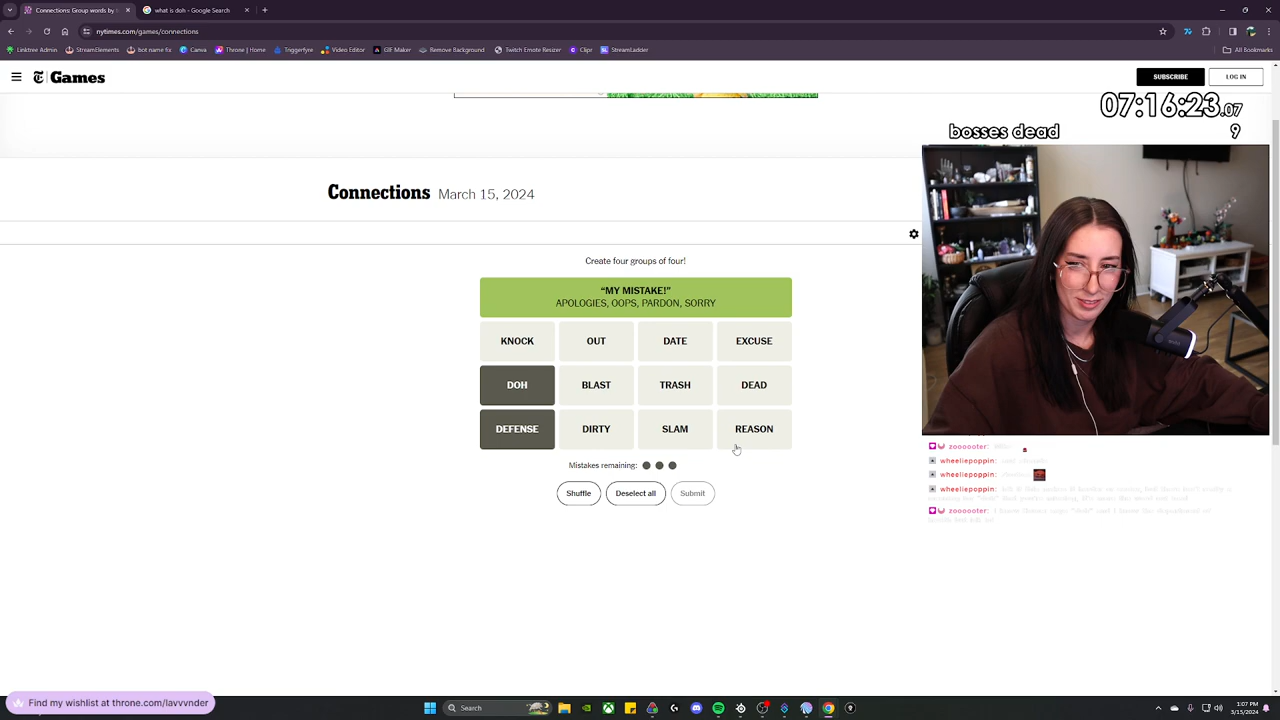 Connections: Group words by
what is doh - Google Search
nytimes.com/games/connections
Linktree Admin StreamElements bot name fix Canva Throne | Home Triggerfyre Video Editor GIF Maker Remove Background Twitch Emote Resizer Clipr StreamLadder All Bookmarks
Games
SUBSCRIBE LOG IN
07:16:23.07
bosses dead 9
Connections March 15, 2024
Create four groups of four!
“MY MISTAKE!”
APOLOGIES, OOPS, PARDON, SORRY
KNOCK OUT DATE EXCUSE
DOH BLAST TRASH DEAD
DEFENSE DIRTY SLAM REASON
Mistakes remaining:
Shuffle Deselect all Submit
zoooooter:
wheeliepoppin:
wheeliepoppin:
wheeliepoppin:
zoooooter:
Find my wishlist at throne.com/lavvvnder
Search
1:07 PM
3/15/2024